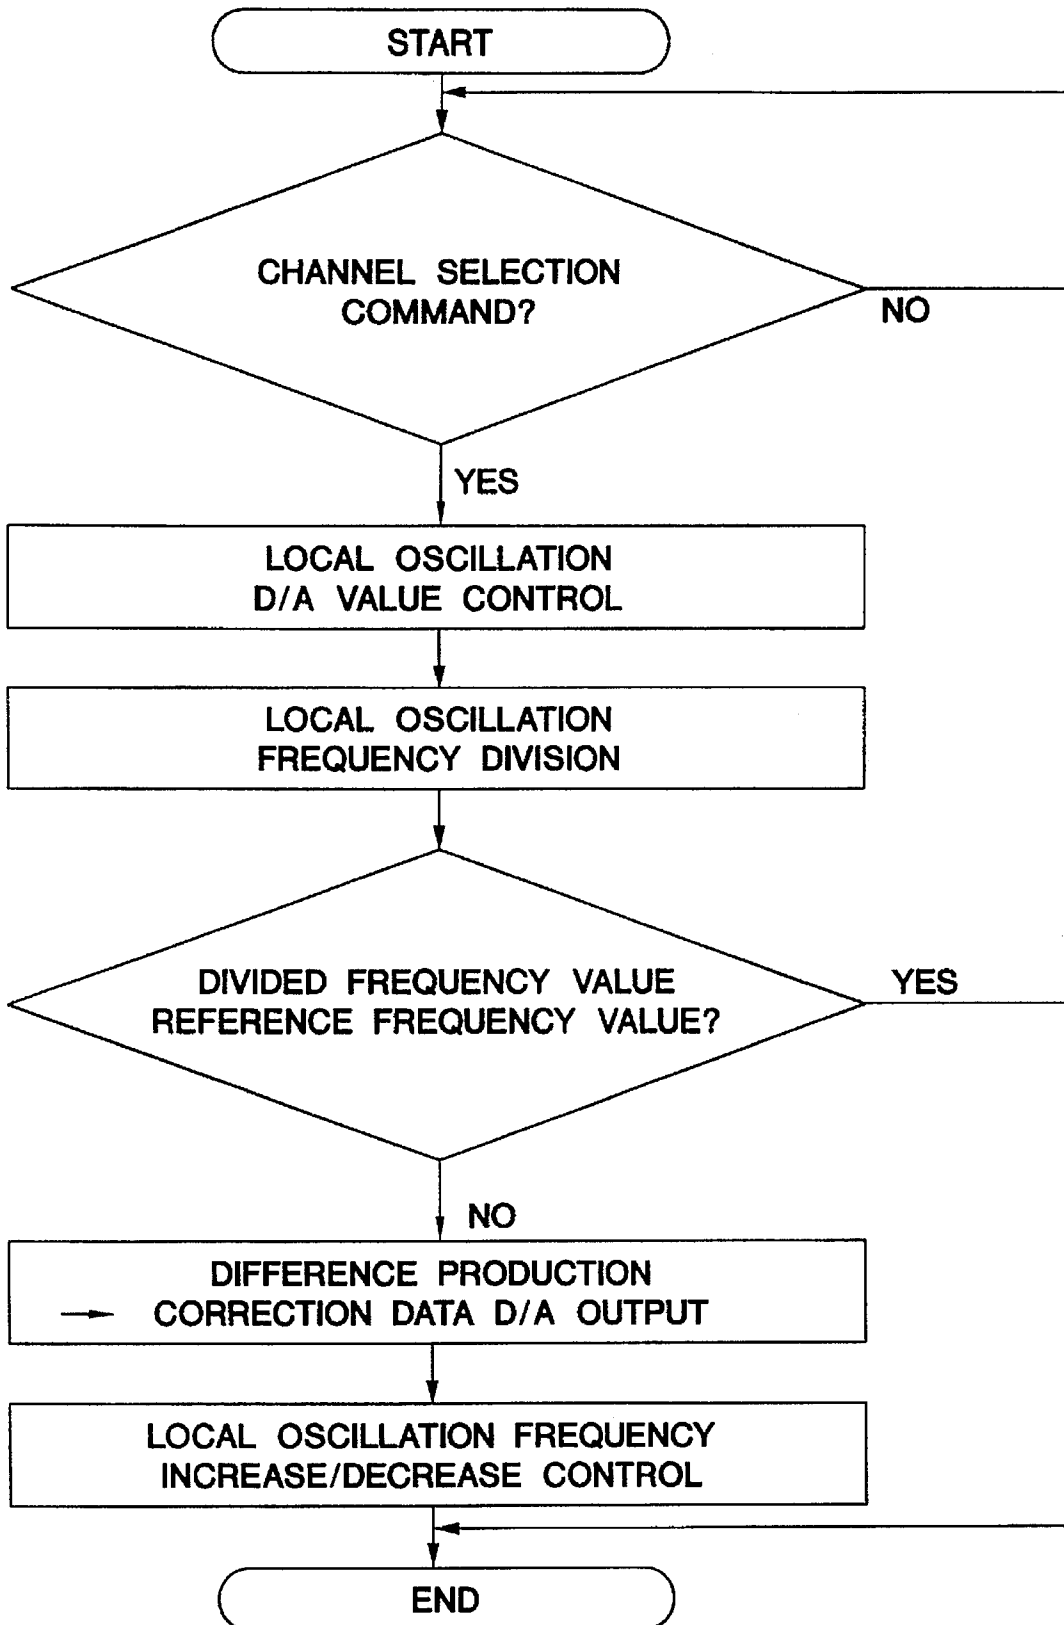 START
CHANNEL SELECTION
COMMAND?
NO
YES
LOCAL OSCILLATION
D/A VALUE CONTROL
LOCAL OSCILLATION
FREQUENCY DIVISION
DIVIDED FREQUENCY VALUE
REFERENCE FREQUENCY VALUE?
YES
NO
DIFFERENCE PRODUCTION
→ CORRECTION DATA D/A OUTPUT
LOCAL OSCILLATION FREQUENCY
INCREASE/DECREASE CONTROL
END